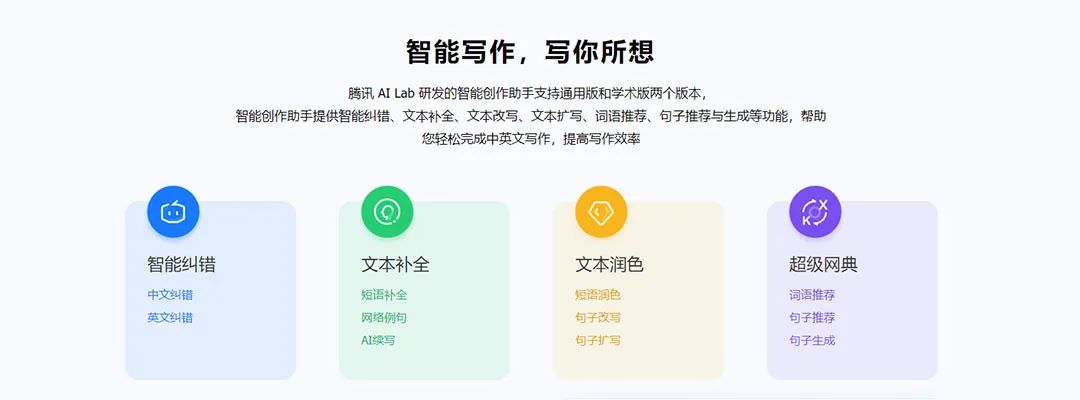 智能写作，写你所想
腾讯 AI Lab 研发的智能创作助手支持通用版和学术版两个版本，
智能创作助手提供智能纠错、文本补全、文本改写、文本扩写、词语推荐、句子推荐与生成等功能，帮助
您轻松完成中英文写作，提高写作效率
智能纠错
中文纠错
英文纠错
文本补全
短语补全
网络例句
AI续写
文本润色
短语润色
句子改写
句子扩写
K X
超级网典
词语推荐
句子推荐
句子生成